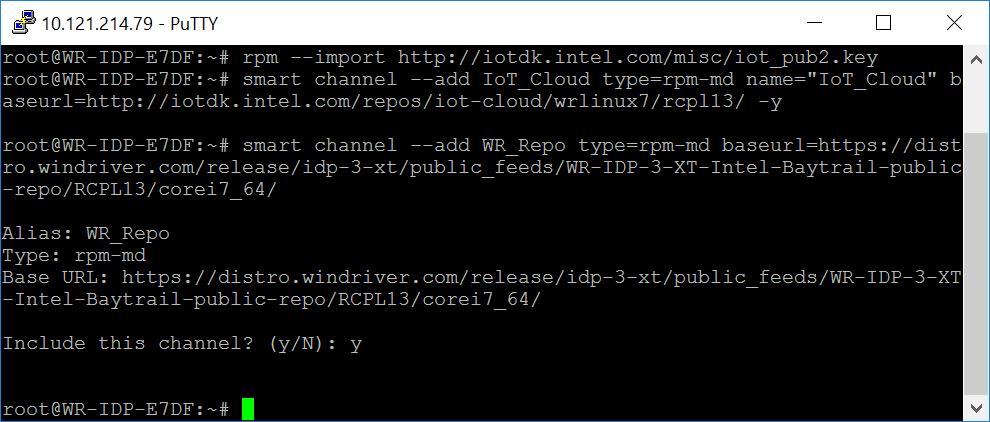 10.121.214.79 - PuTTY
root@WR-IDP-E7DF:~# rpm --import http://iotdk.intel.com/misc/iot_pub2.key
root@WR-IDP-E7DF:~# smart channel --add IoT_Cloud type=rpm-md name="IoT_Cloud" b
aseurl=http://iotdk.intel.com/repos/iot-cloud/wrlinux7/rcpl13/ -y
root@WR-IDP-E7DF:~# smart channel --add WR_Repo type=rpm-md baseurl=https://dist
ro.windriver.com/release/idp-3-xt/public_feeds/WR-IDP-3-XT-Intel-Baytrail-public
-repo/RCPL13/corei7_64/
Alias: WR_Repo
Type: rpm-md
Base URL: https://distro.windriver.com/release/idp-3-xt/public_feeds/WR-IDP-3-XT
-Intel-Baytrail-public-repo/RCPL13/corei7_64/
Include this channel? (y/N): y
root@WR-IDP-E7DF:~#